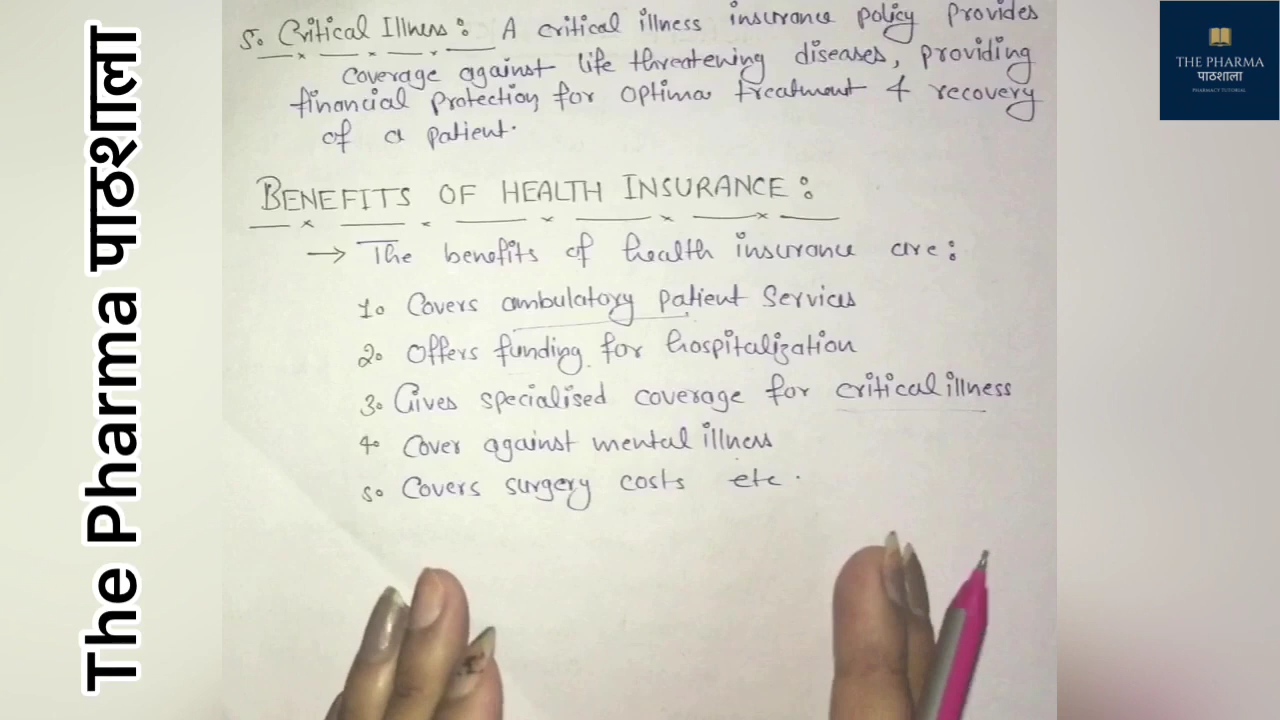 The Pharma पाठशाला
5. Critical Illness : A critical illness insurance policy provides
coverage against life threatening diseases, providing
financial protection for optima treatment & recovery
of a patient.
BENEFITS OF HEALTH INSURANCE :
→ The benefits of health insurance are :
1. Covers ambulatory patient Services
2. Offers funding for hospitalization
3. Gives specialised coverage for critical illness
4. Cover against mental illness
5. Covers surgery costs etc.
THE PHARMA
पाठशाला
PHARMACY TUTORIAL